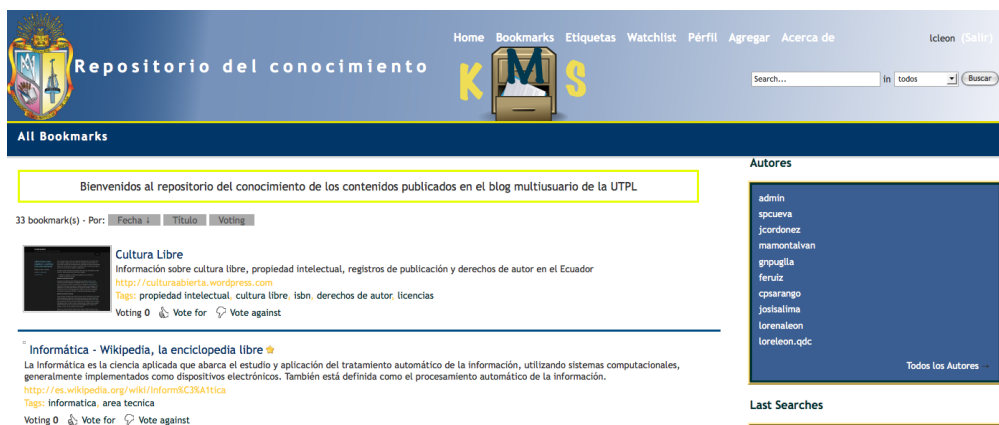 Home Bookmarks Etiquetas Watchlist Pérfil Agregar Acerca de lcleon (Salir)
Repositorio del conocimiento
K M S
Search... in todos Buscar
All Bookmarks
Bienvenidos al repositorio del conocimiento de los contenidos publicados en el blog multiusuario de la UTPL
33 bookmark(s) - Por: Fecha ↓ Título Voting
Cultura Libre
Información sobre cultura libre, propiedad intelectual, registros de publicación y derechos de autor en el Ecuador
http://culturaabierta.wordpress.com
Tags: propiedad intelectual, cultura libre, isbn, derechos de autor, licencias
Voting 0 Vote for Vote against
Informática - Wikipedia, la enciclopedia libre
La Informática es la ciencia aplicada que abarca el estudio y aplicación del tratamiento automático de la información, utilizando sistemas computacionales,
generalmente implementados como dispositivos electrónicos. También está definida como el procesamiento automático de la información.
http://es.wikipedia.org/wiki/Inform%C3%A1tica
Tags: informatica, area tecnica
Voting 0 Vote for Vote against
Autores
admin
spcueva
jcordonez
mamontalvan
gnpuglla
feruiz
cpsarango
josisalima
lorenaleon
loreleon.qdc
Todos los Autores →
Last Searches